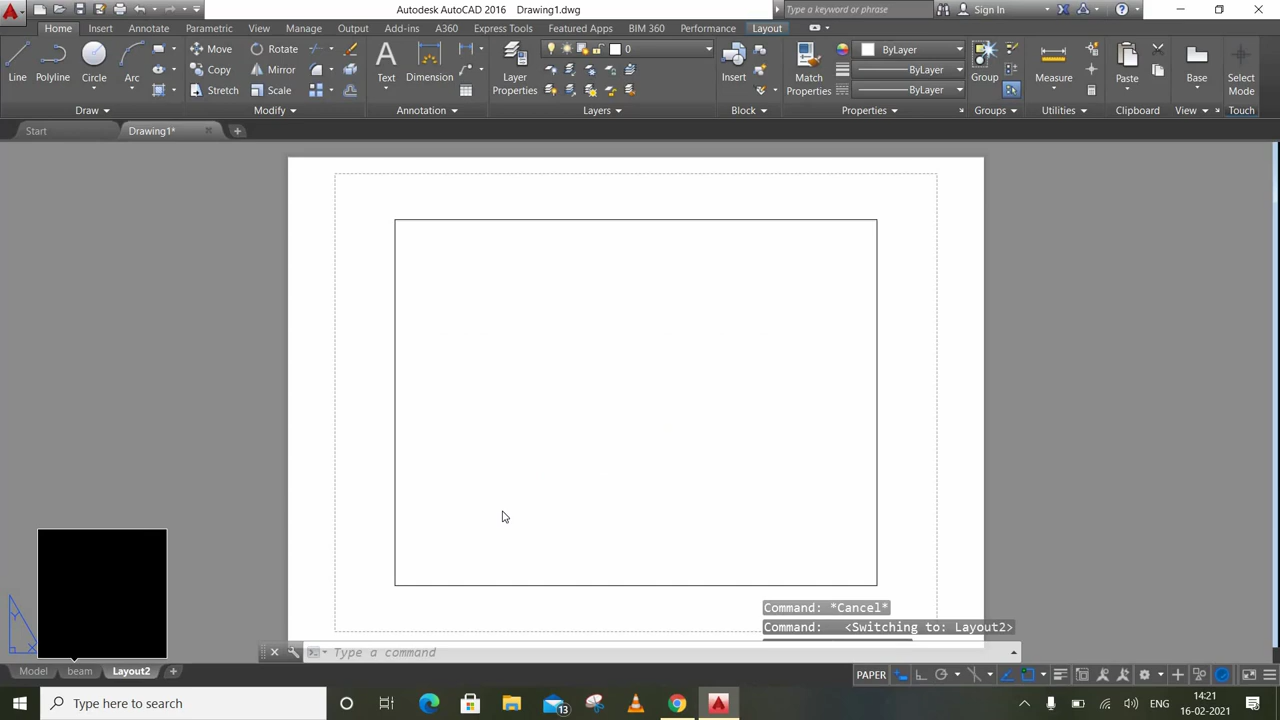 Autodesk AutoCAD 2016 Drawing1.dwg
Type a keyword or phrase
Sign In
Home Insert Annotate Parametric View Manage Output Add-ins A360 Express Tools Featured Apps BIM 360 Performance Layout
Line
Polyline
Circle
Arc
Draw
Move
Copy
Stretch
Rotate
Mirror
Scale
Modify
Text
Dimension
Annotation
Layer
Properties
0
Layers
Insert
Block
Match
Properties
ByLayer
ByLayer
ByLayer
Properties
Group
Groups
Measure
Utilities
Paste
Clipboard
Base
View
Select
Mode
Touch
Start
Drawing1*
Y
X
Command: *Cancel*
Command: <Switching to: Layout2>
Type a command
Model beam Layout2
PAPER
Type here to search
13
ENG
14:21
16-02-2021